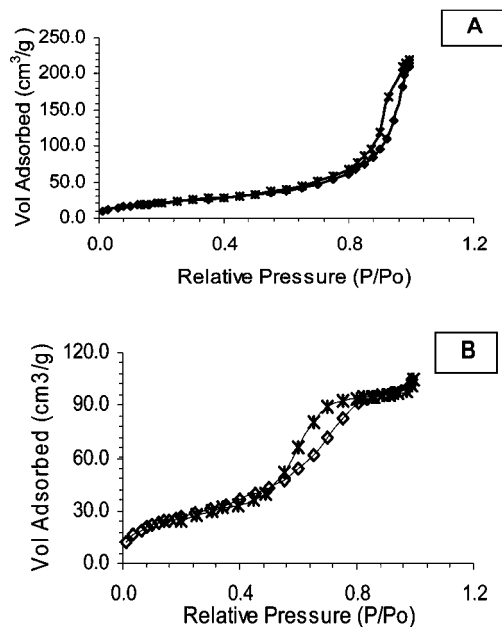 A
250.0
200.0
150.0
100.0
50.0
0.0
Vol Adsorbed (cm³/g)
0.0 0.4 0.8 1.2
Relative Pressure (P/Po)
B
120.0
90.0
60.0
30.0
0.0
Vol Adsorbed (cm3/g)
0.0 0.4 0.8 1.2
Relative Pressure (P/Po)